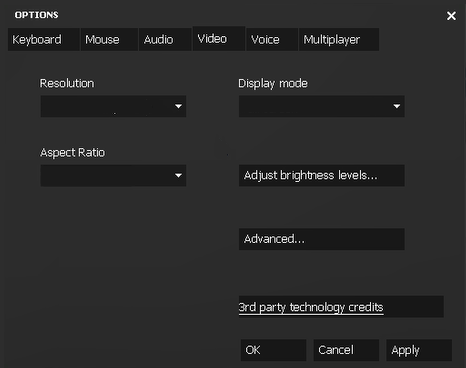 OPTIONS
Keyboard Mouse Audio Video Voice Multiplayer
Resolution Display mode
Aspect Ratio
Adjust brightness levels...
Advanced...
3rd party technology credits
OK Cancel Apply